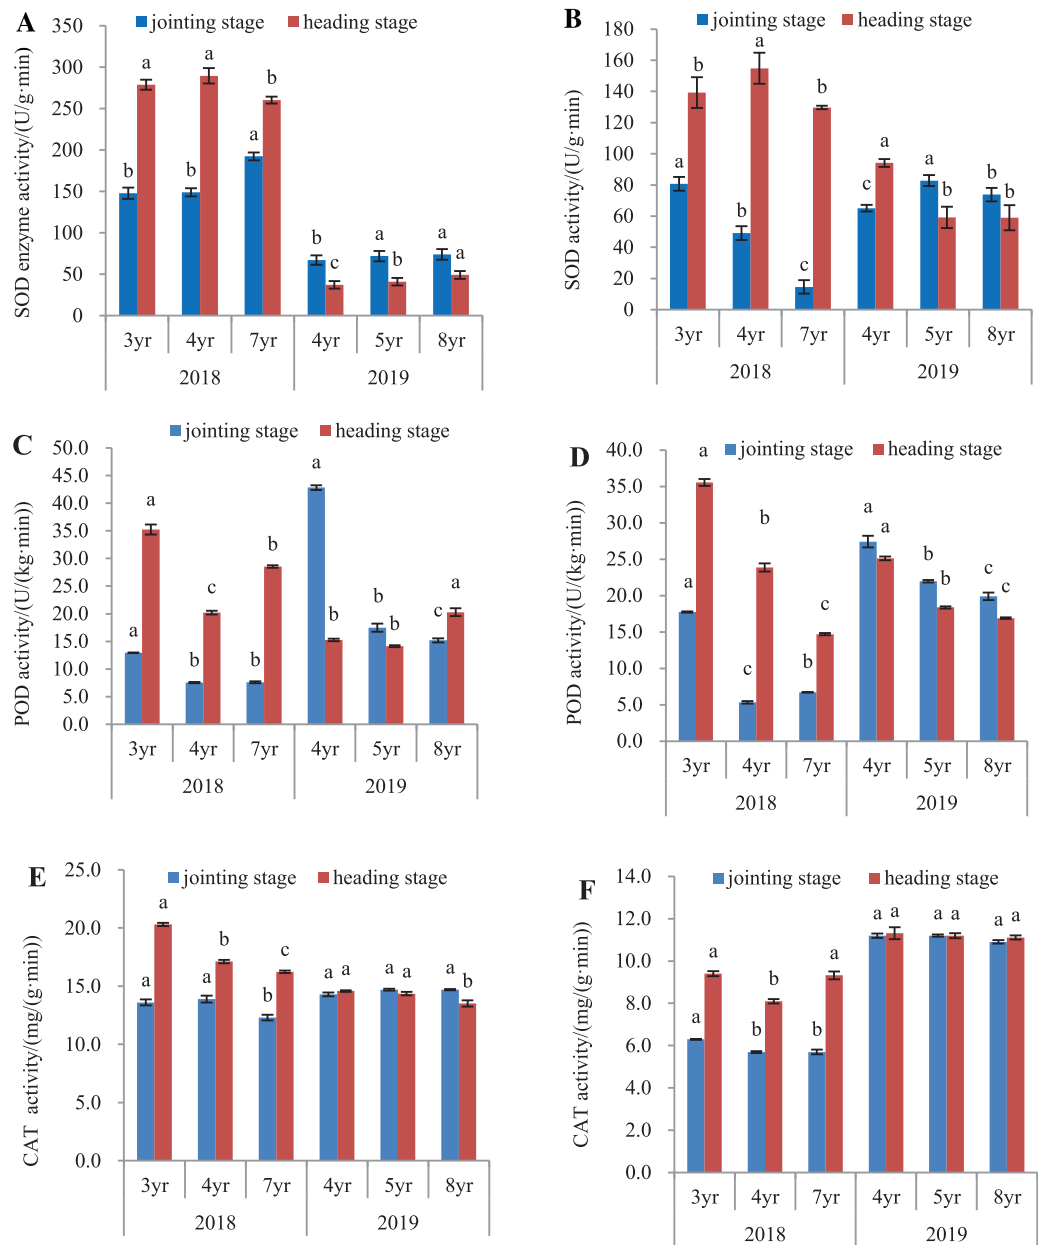 A
jointing stage heading stage
SOD enzyme activity/(U/g·min)
350
300
250
200
150
100
50
0
b a b a a b b c a b a a
3yr 4yr 7yr 4yr 5yr 8yr
2018 2019
B
jointing stage heading stage
SOD activity/(U/g·min)
180
160
140
120
100
80
60
40
20
0
a b b a c b c a a b b b
3yr 4yr 7yr 4yr 5yr 8yr
2018 2019
C
jointing stage heading stage
POD activity/(U/(kg·min))
50.0
45.0
40.0
35.0
30.0
25.0
20.0
15.0
10.0
5.0
0.0
a a b c b b a b b b c a
3yr 4yr 7yr 4yr 5yr 8yr
2018 2019
D
jointing stage heading stage
POD activity/(U/(kg·min))
40.0
35.0
30.0
25.0
20.0
15.0
10.0
5.0
0.0
a a c b b c a a b b c c
3yr 4yr 7yr 4yr 5yr 8yr
2018 2019
E
jointing stage heading stage
CAT activity/(mg/(g·min))
25.0
20.0
15.0
10.0
5.0
0.0
a a a b b c a a a a a b
3yr 4yr 7yr 4yr 5yr 8yr
2018 2019
F
jointing stage heading stage
CAT activity/(mg/(g·min))
14.0
12.0
10.0
8.0
6.0
4.0
2.0
0.0
a a b b b a a a a a a a
3yr 4yr 7yr 4yr 5yr 8yr
2018 2019